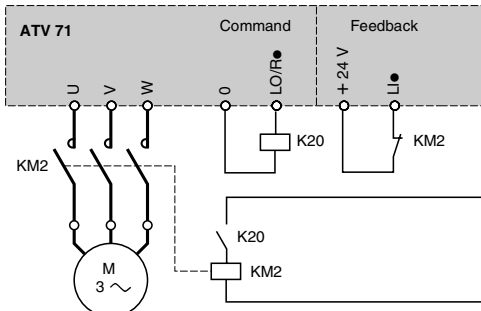 ATV 71
Command
Feedback
U
V
W
0
LO/R●
+ 24 V
LI●
K20
KM2
KM2
K20
KM2
M
3 ~